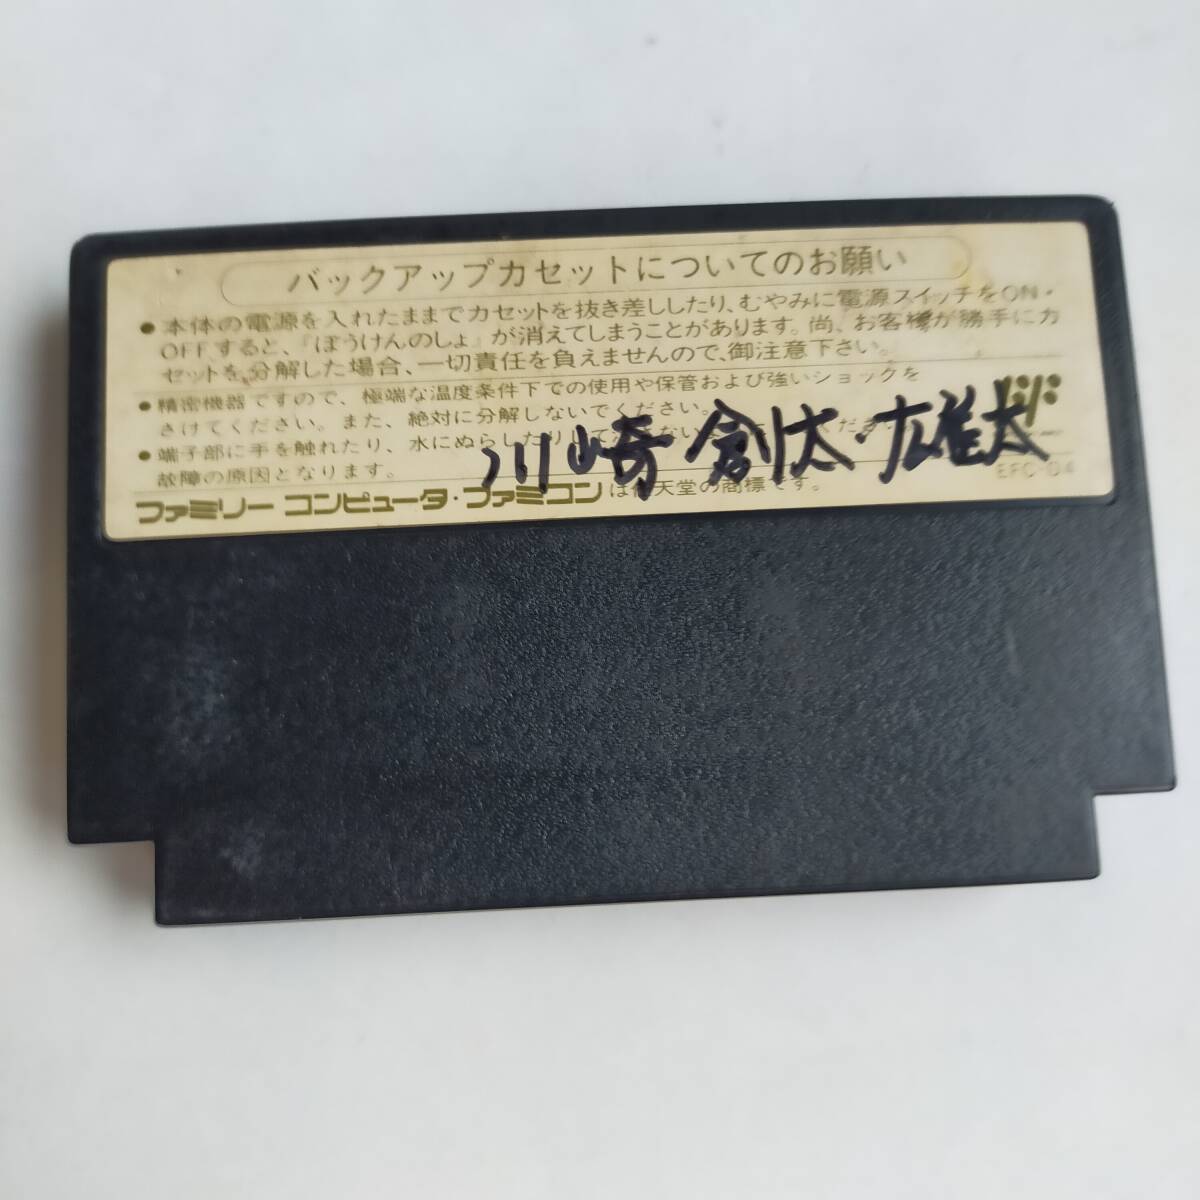 バックアップカセットについてのお願い
●本体の電源を入れたままでカセットを抜き差ししたり、むやみに電源スイッチをON・
OFFすると、『ぼうけんのしょ』が消えてしまうことがあります。尚、お客様が勝手にカ
セットを分解した場合、一切責任を負えませんので、御注意下さい。
●精密機器ですので、極端な温度条件下での使用や保管および強いショックを
さけてください。また、絶対に分解しないでください。
●端子部に手を触れたり、水にぬらしたりして
故障の原因となります。
川崎 創太・広雄太
EFC-D4
ファミリー コンピュータ・ファミコンは任天堂の商標です。